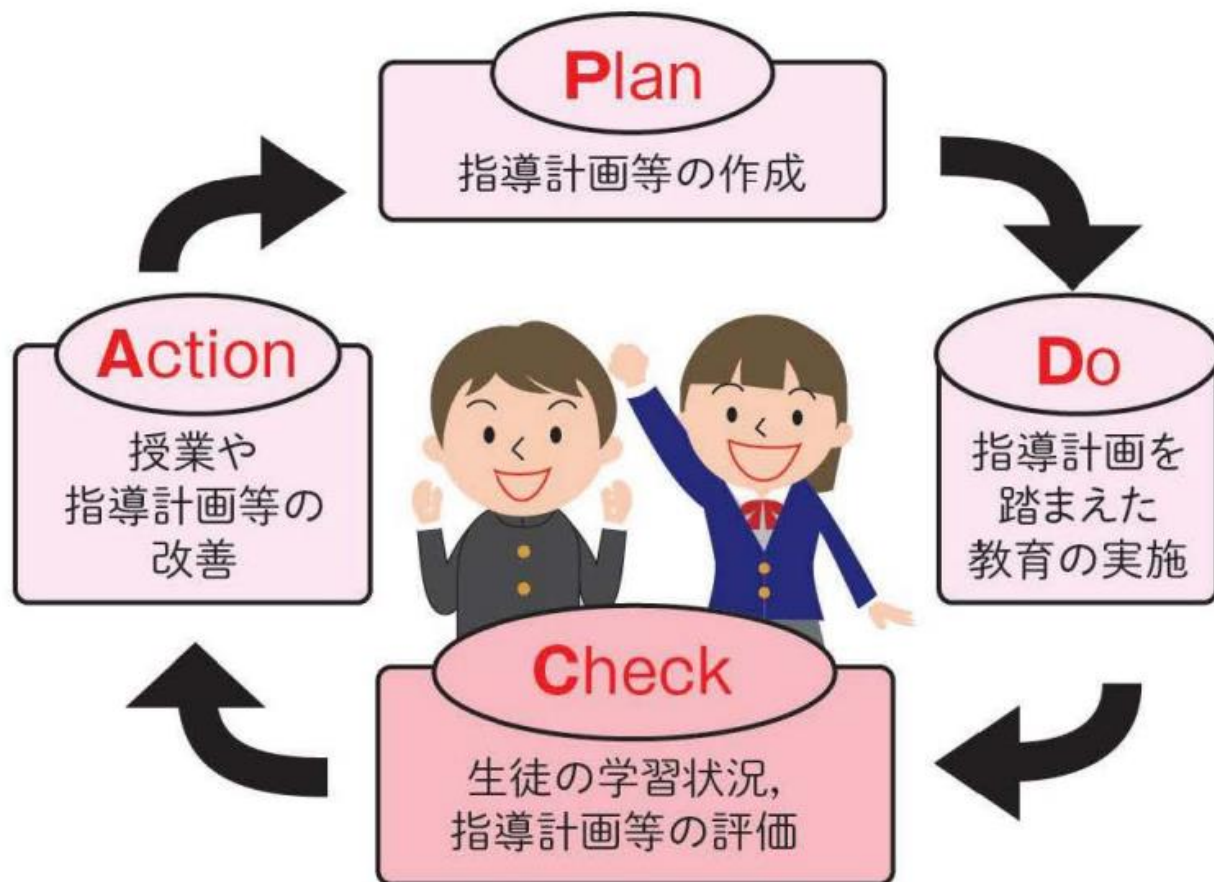 Plan
指導計画等の作成
Do
指導計画を
踏まえた
教育の実施
Check
生徒の学習状況,
指導計画等の評価
Action
授業や
指導計画等の
改善